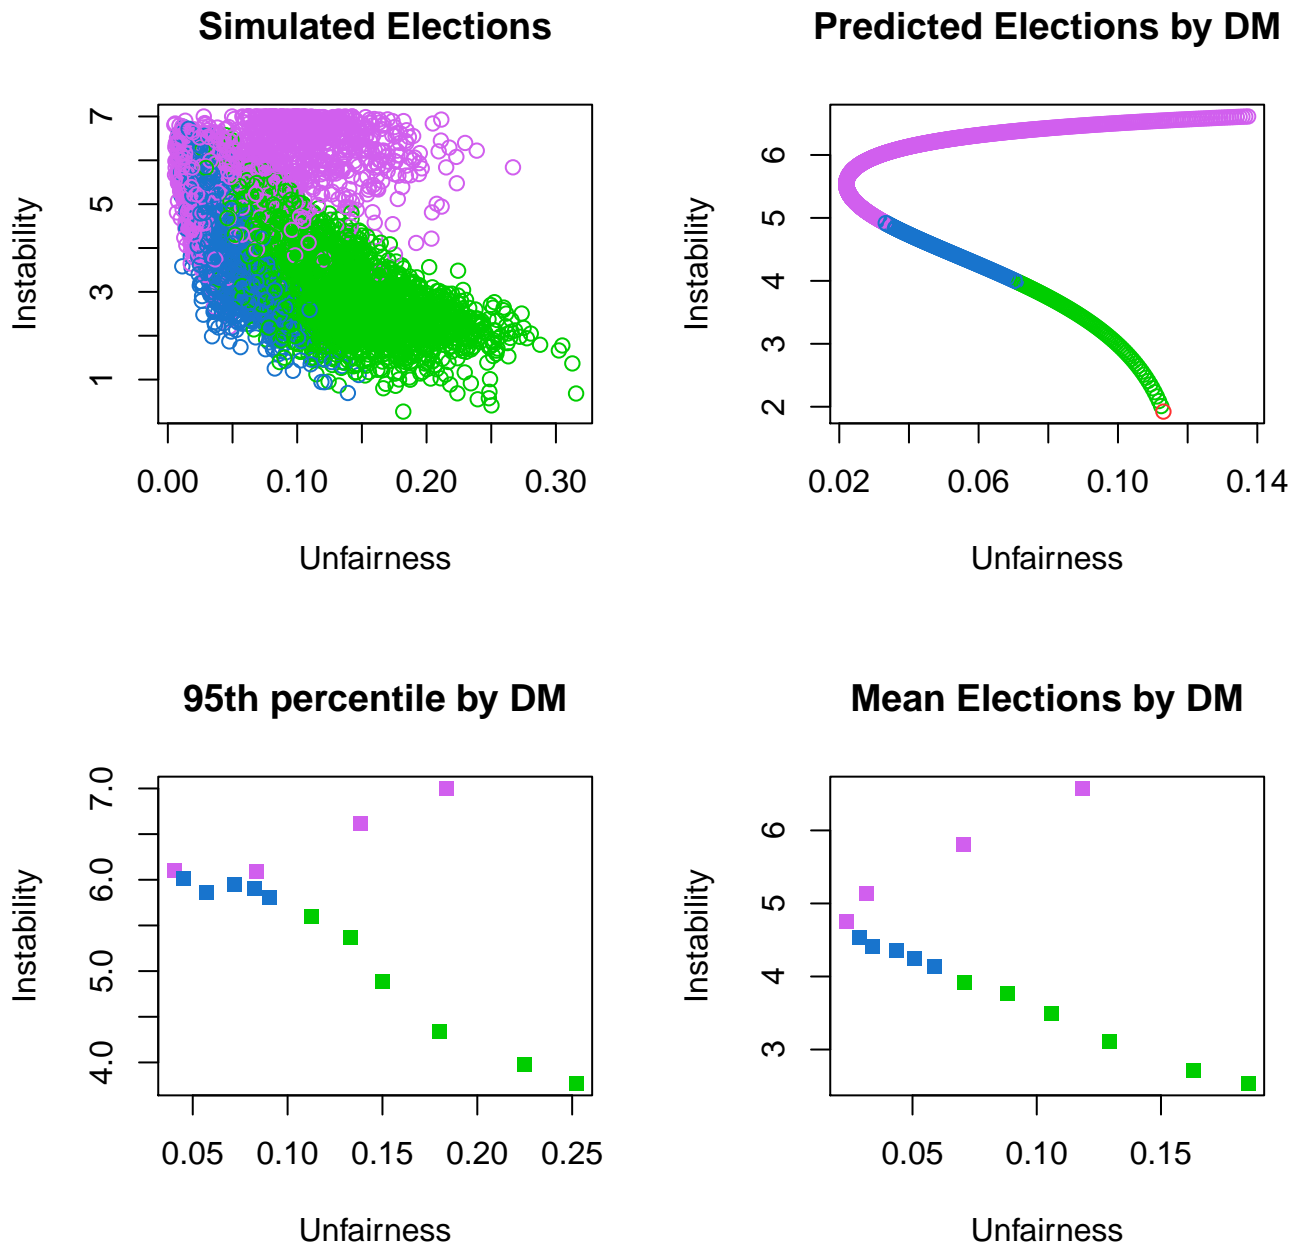 Simulated Elections
Instability
7
5
3
1
0.00 0.10 0.20 0.30
Unfairness
Predicted Elections by DM
Instability
6
5
4
3
2
0.02 0.06 0.10 0.14
Unfairness
95th percentile by DM
Instability
7.0
6.0
5.0
4.0
0.05 0.10 0.15 0.20 0.25
Unfairness
Mean Elections by DM
Instability
6
5
4
3
0.05 0.10 0.15
Unfairness